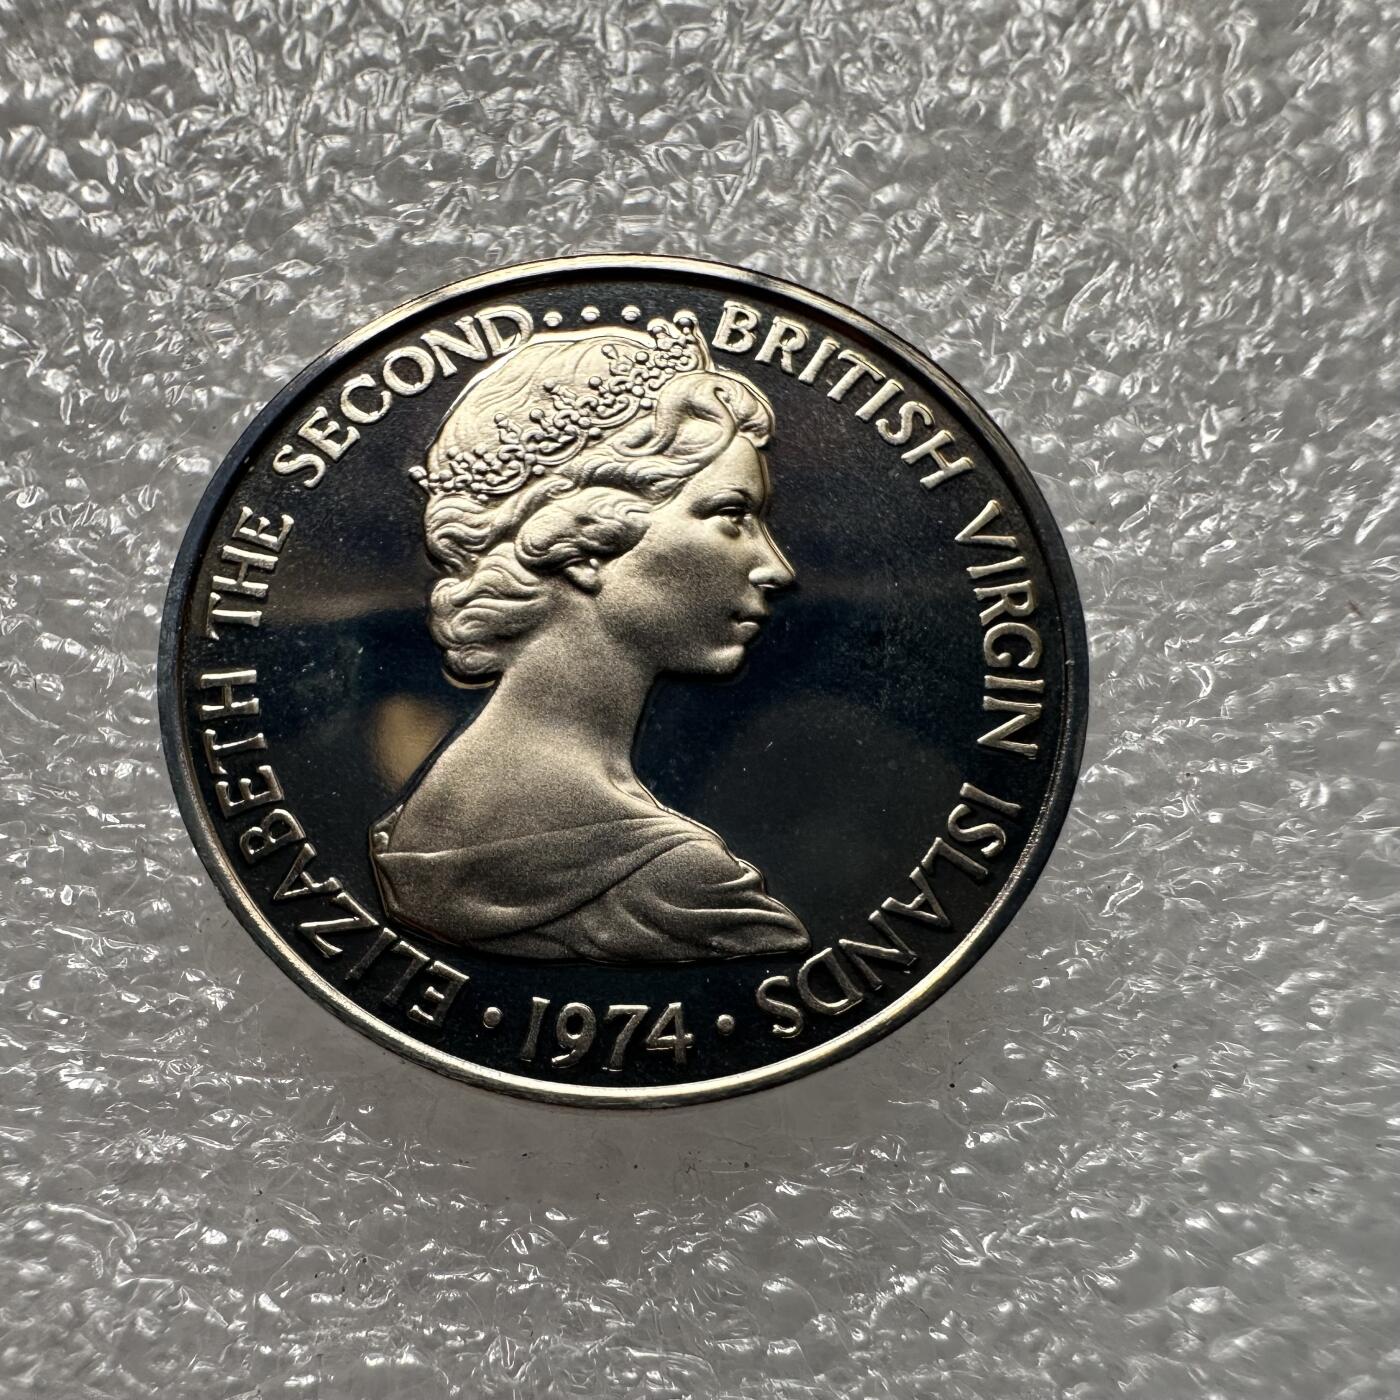 ELIZABETH THE SECOND.... BRITISH VIRGIN ISLANDS
· 1974 ·